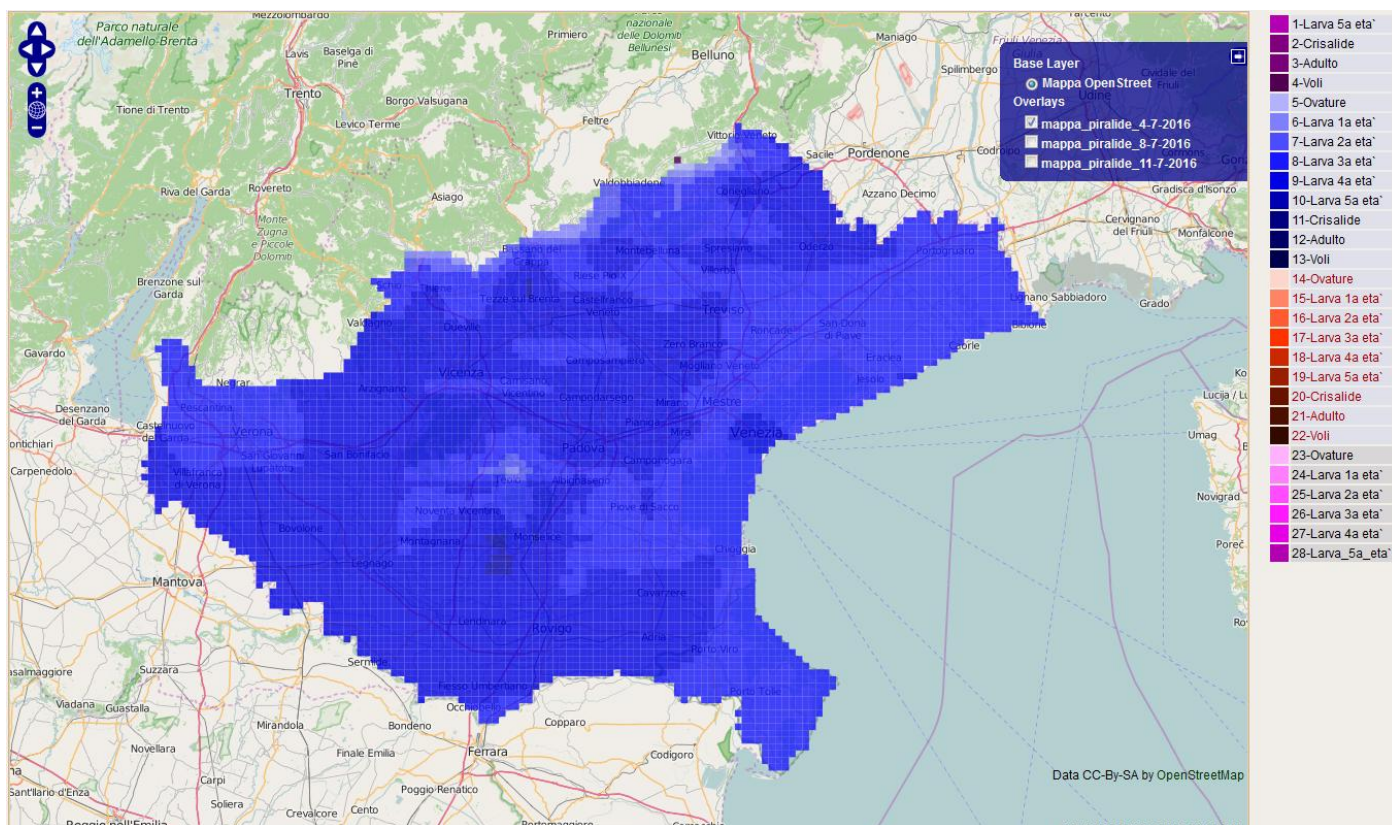 Parco naturale
dell'Adamello-Brenta
Mezzolombardo
Lavis
Baselga di
Piné
Primiero
nazionale
delle Dolomiti
Bellunesi
Belluno
Maniago
Spilimbergo
Trento
Tione di Trento
Levico Terme
Borgo Valsugana
Feltre
Vittorio Veneto
Sacile
Pordenone
Base Layer
Mappa OpenStreet
Overlays
mappa_piralide_4-7-2016
mappa_piralide_8-7-2016
mappa_piralide_11-7-2016
Riva del Garda
Rovereto
Asiago
Valdobbiadene
Conegliano
Azzano Decimo
Gradisca d'Isonzo
Monte
Zugna
e Piccole
Dolomiti
Cervignano
del Friuli
Monfalcone
Brenzone sul
Garda
Bassano del
Grappa
Montebelluna
Oderzo
Portogruaro
Schio
Riese Pio X
Villorba
Lignano Sabbiadoro
Grado
Tezze sul Brenta
Castelfranco
Veneto
Treviso
Valdagno
Dueville
Roncade
San Donà
di Piave
Bibione
Gavardo
Zero Branco
Caorle
Eraclea
Camposampiero
Mogliano Veneto
Negrar
Vicenza
Camisano
Vicentino
Jesolo
Arzignano
Campodarsego
Mirano
Mestre
Desenzano
del Garda
Pescantina
Castelnuovo
del Garda
Verona
Pianiga
Mira
Venezia
Lucija / Lu
Umag
San Giovanni
Lupatoto
San Bonifacio
Padova
Camponogara
Carpenedolo
Villafranca
di Verona
Teolo
Albignasego
Noventa Vicentina
Piove di Sacco
Novigrad
Bovolone
Montagnana
Monselice
Chioggia
Poreč
Legnago
Mantova
Cavarzere
Lendinara
Rovigo
Adria
Porto Viro
Sermide
Suzzara
Fiesso Umbertiano
Porto Tolle
Viadana
Guastalla
Occhiobello
Mirandola
Bondeno
Copparo
Novellara
Finale Emilia
Ferrara
Codigoro
Carpi
Poggio Renatico
Soliera
Crevalcore
Cento
Data CC-By-SA by OpenStreetMap
1-Larva 5a eta`
2-Crisalide
3-Adulto
4-Voli
5-Ovature
6-Larva 1a eta`
7-Larva 2a eta`
8-Larva 3a eta`
9-Larva 4a eta`
10-Larva 5a eta`
11-Crisalide
12-Adulto
13-Voli
14-Ovature
15-Larva 1a eta`
16-Larva 2a eta`
17-Larva 3a eta`
18-Larva 4a eta`
19-Larva 5a eta`
20-Crisalide
21-Adulto
22-Voli
23-Ovature
24-Larva 1a eta`
25-Larva 2a eta`
26-Larva 3a eta`
27-Larva 4a eta`
28-Larva_5a_eta`